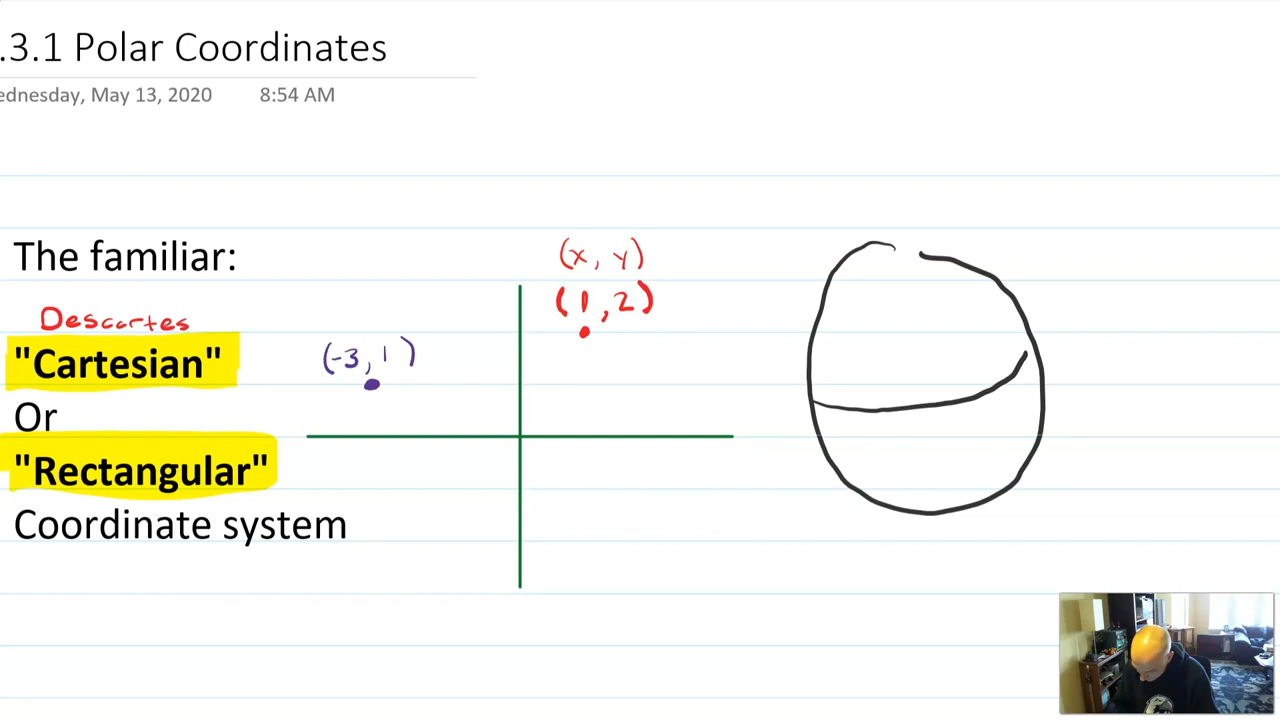 .3.1 Polar Coordinates
ednesday, May 13, 2020 8:54 AM
The familiar:
(x, y)
(1, 2)
Descartes
"Cartesian"
(-3, 1)
Or
"Rectangular"
Coordinate system